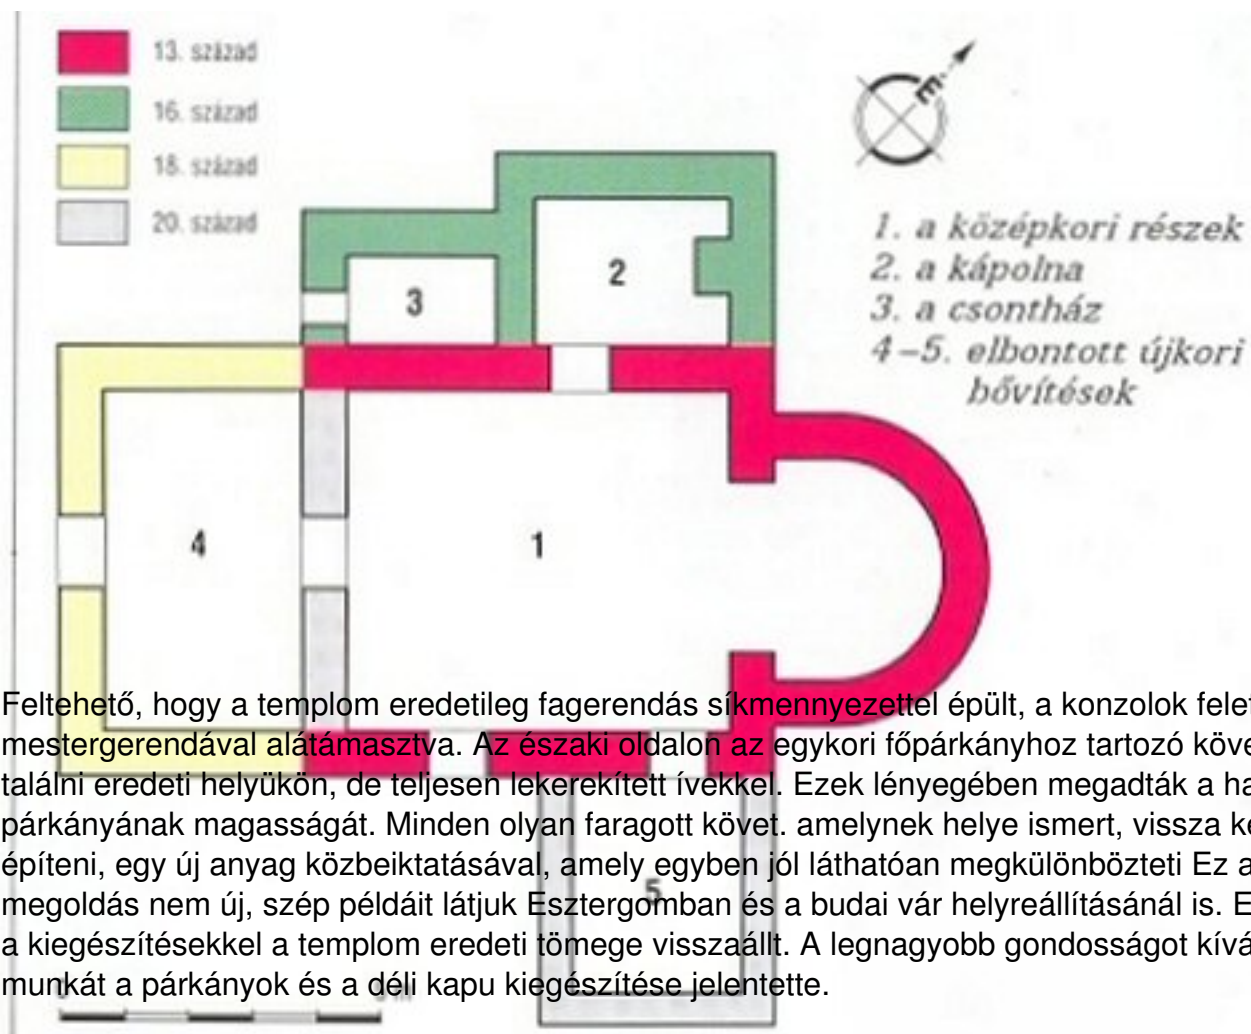 13. század
16. század
18. század
20. század
É
1. a középkori részek
2. a kápolna
3. a csontház
4–5. elbontott újkori
bővítések
2
3
4
1
Feltehető, hogy a templom eredetileg fagerendás síkmennyezettel épült, a konzolok
mestergerendával alátámasztva. Az északi oldalon az egykori főpárkányhoz tartozó
találni eredeti helyükön, de teljesen lekerekített ívekkel. Ezek lényegében megadták a
párkányának magasságát. Minden olyan faragott követ. amelynek helye ismert, vissza
építeni, egy új anyag közbeiktatásával, amely egyben jól láthatóan megkülönbözteti Ez
megoldás nem új, szép példáit látjuk Esztergomban és a budai vár helyreállításánál is.
a kiegészítésekkel a templom eredeti tömege visszaállt. A legnagyobb gondosságot
munkát a párkányok és a déli kapu kiegészítése jelentette.
5